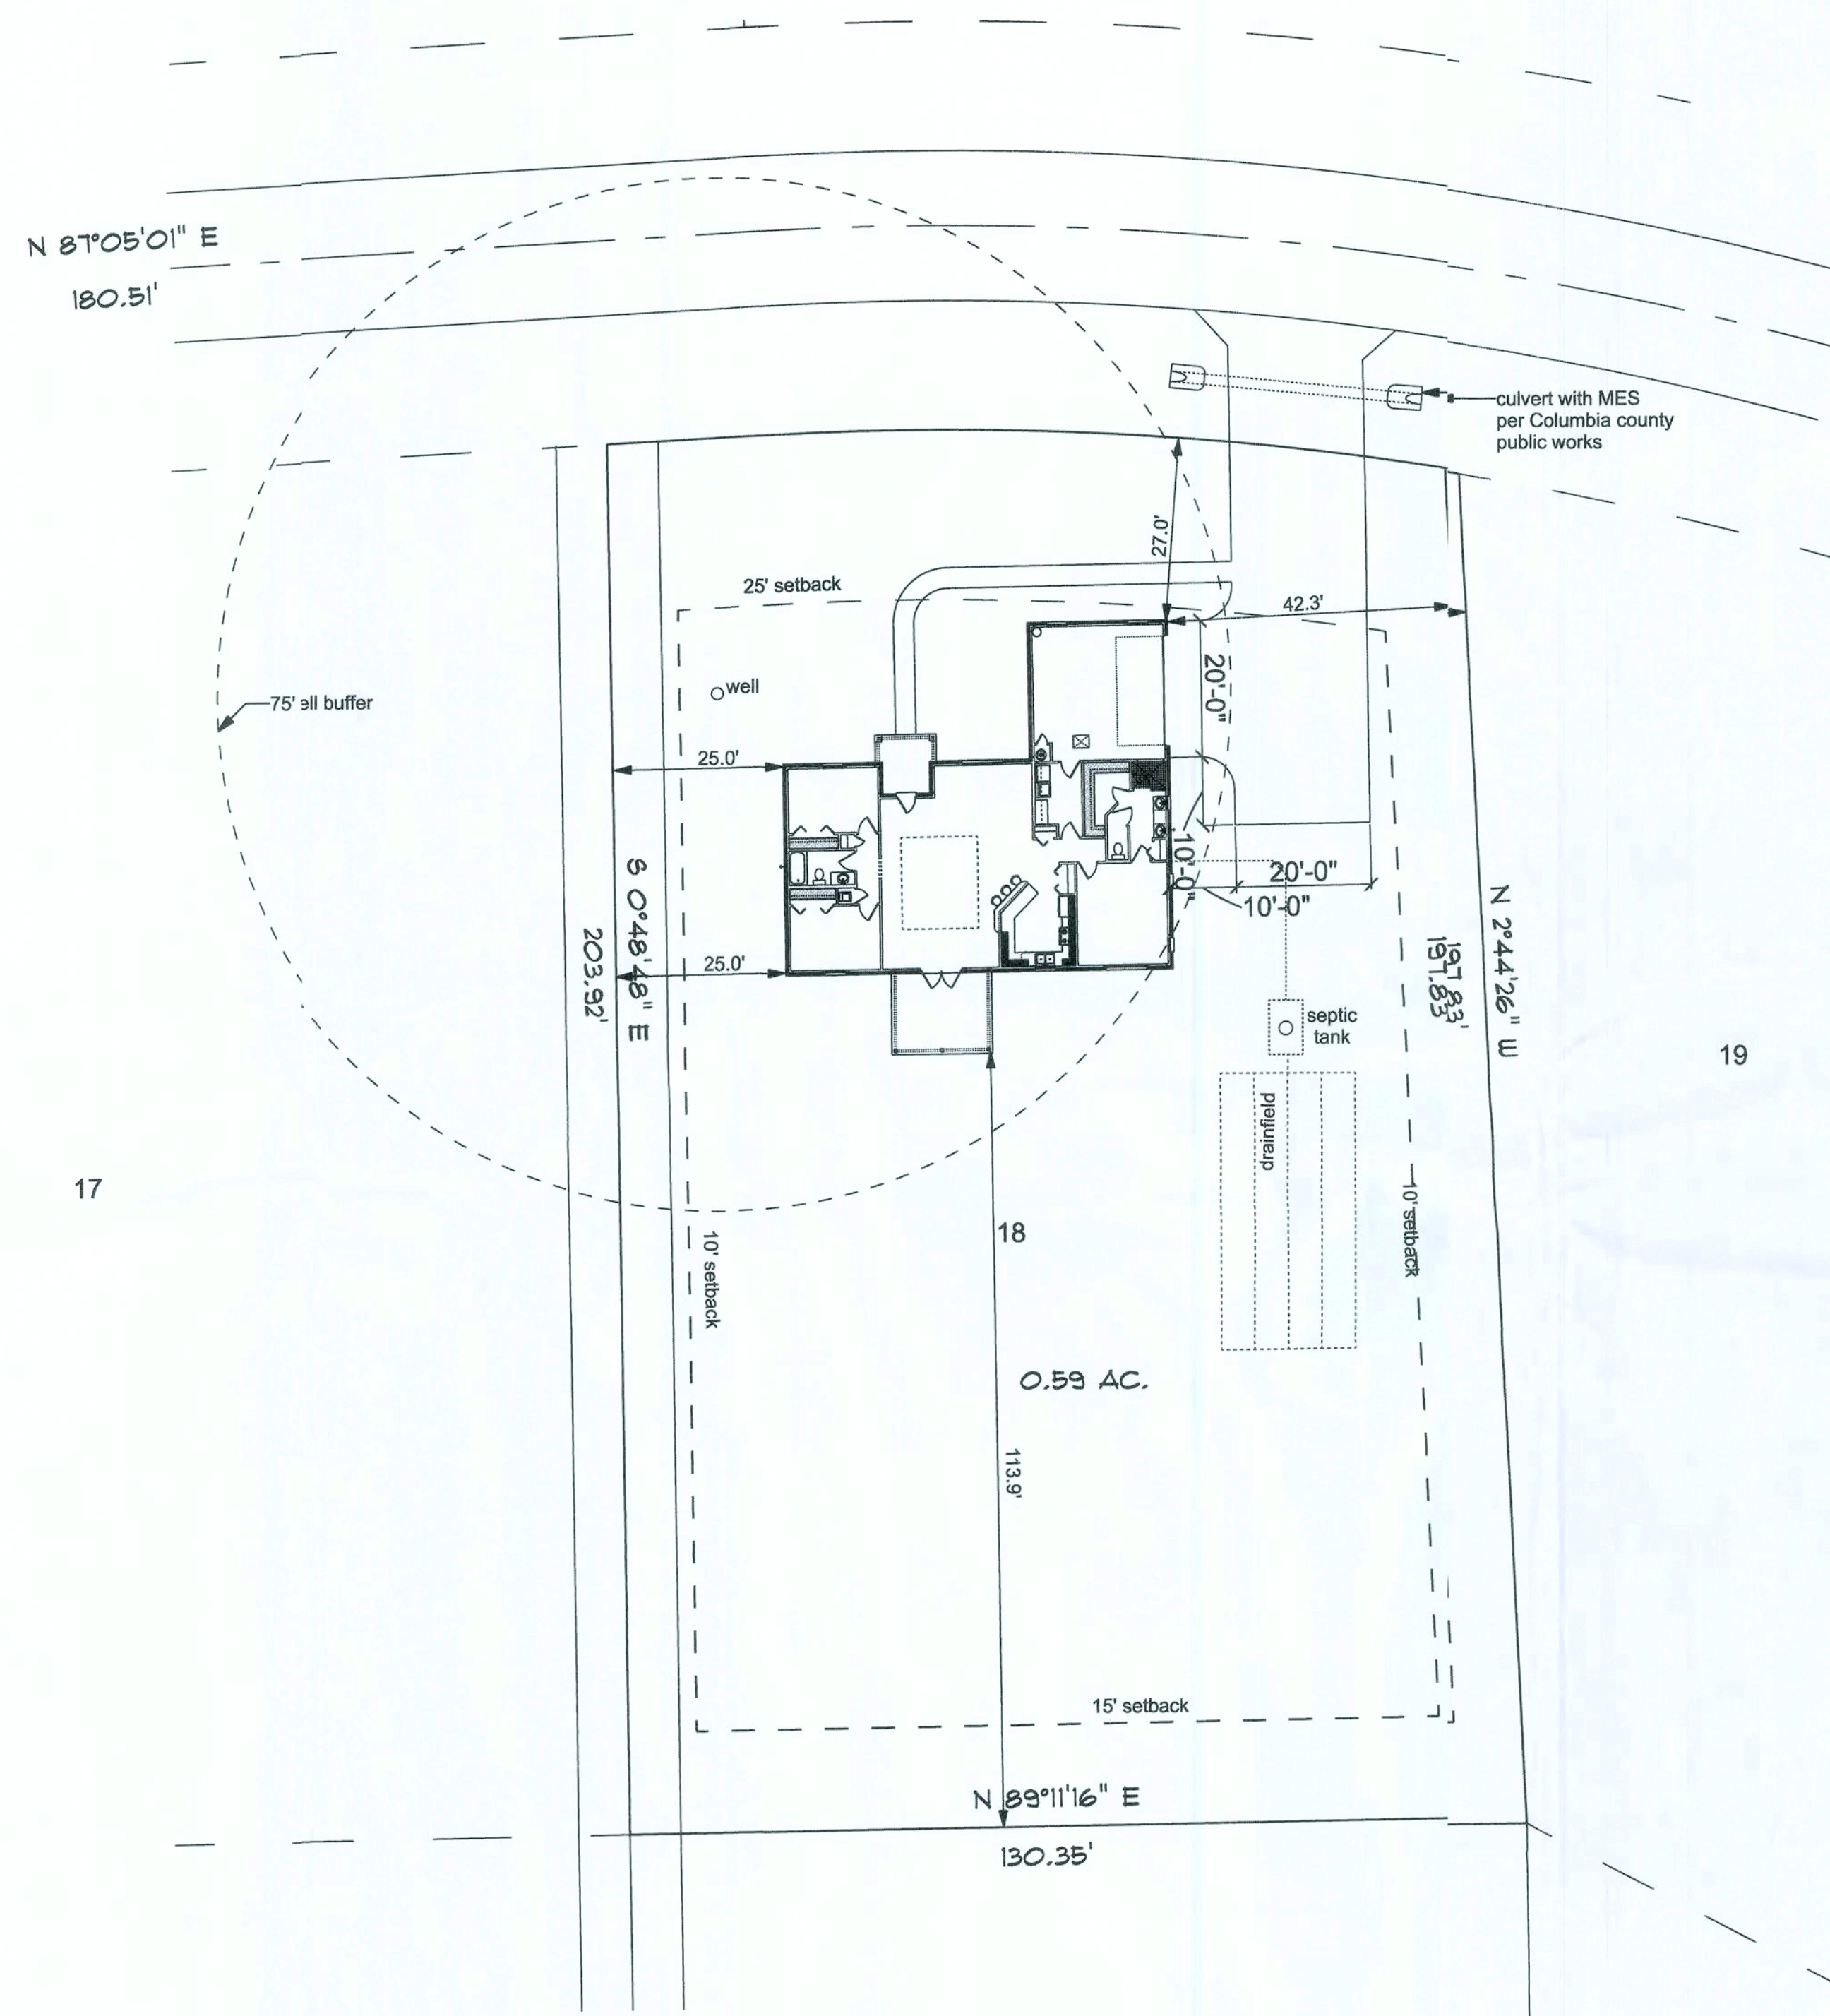 N 87°05'01" E
180.51'
culvert with MES
per Columbia county
public works
27.0'
25' setback
42.3'
20'-0"
well
75' ell buffer
25.0'
10'-0"
20'-0"
10'-0"
25.0'
S 0°48'48" E
203.92'
N 2°44'26" W
197.83'
197.83'
septic
tank
19
drainfield
17
10' setback
18
10' setback
0.59 AC.
113.9'
15' setback
N 89°11'16" E
130.35'